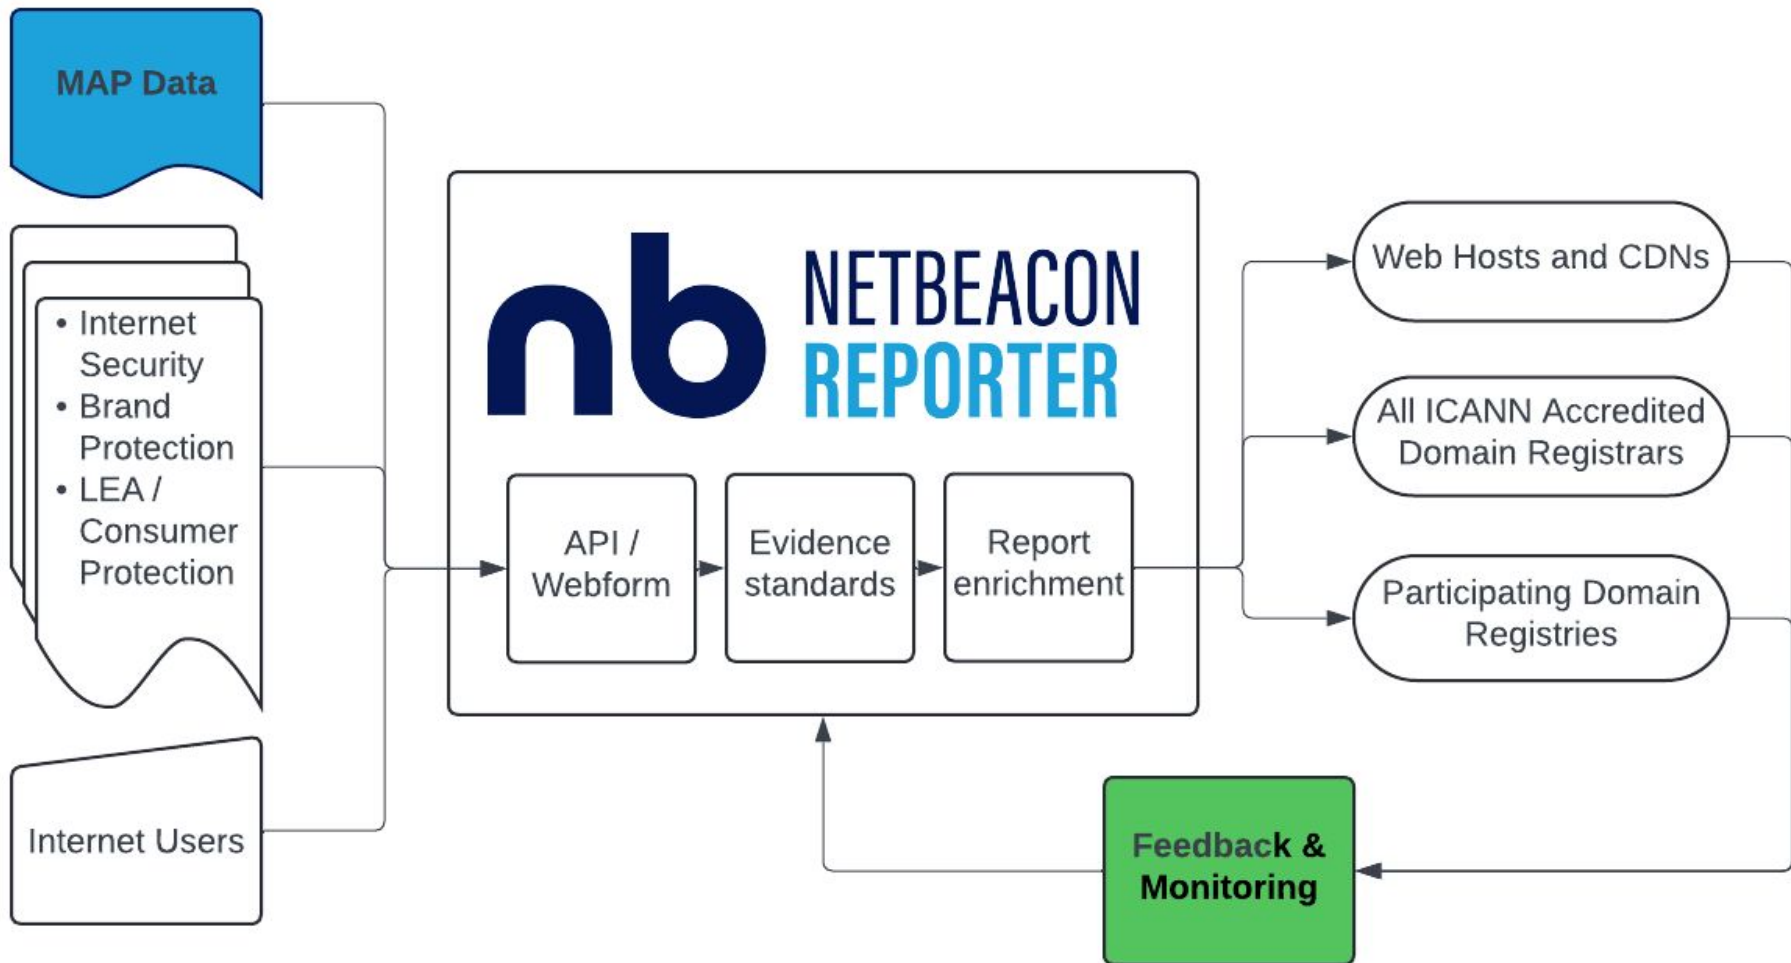 MAP Data
• Internet
Security
• Brand
Protection
• LEA /
Consumer
Protection
Internet Users
nb
NETBEACON
REPORTER
API /
Webform
Evidence
standards
Report
enrichment
Web Hosts and CDNs
All ICANN Accredited
Domain Registrars
Participating Domain
Registries
Feedback &
Monitoring